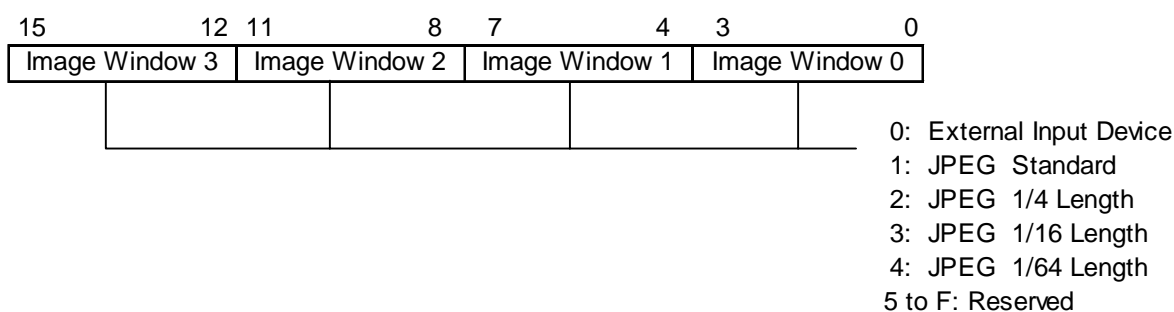 15 12 11 8 7 4 3 0
Image Window 3 Image Window 2 Image Window 1 Image Window 0
0: External Input Device
1: JPEG Standard
2: JPEG 1/4 Length
3: JPEG 1/16 Length
4: JPEG 1/64 Length
5 to F: Reserved